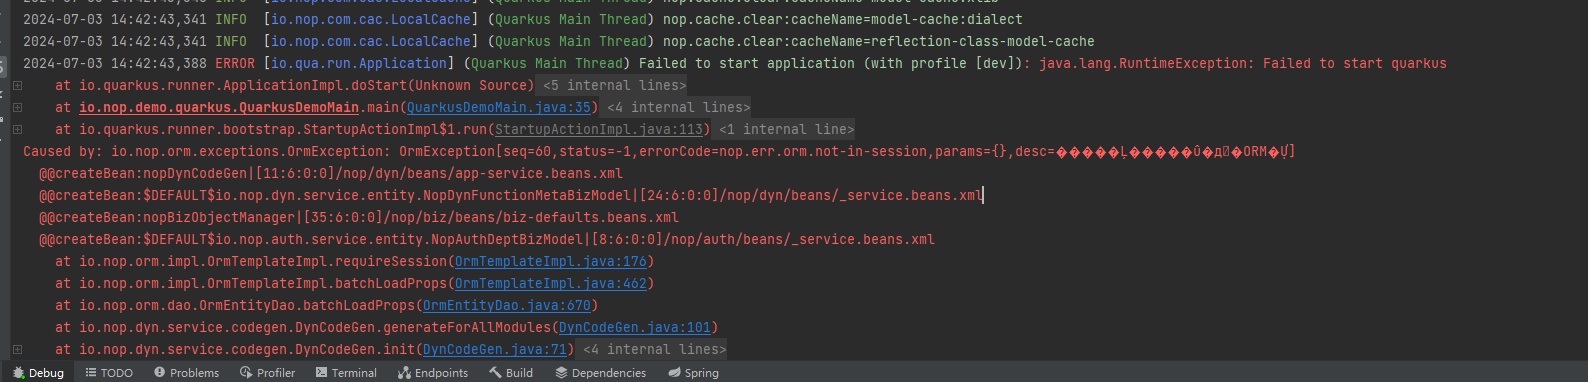 2024-07-03 14:42:43,341 INFO  [io.nop.com.cac.LocalCache] (Quarkus Main Thread) nop.cache.clear:cacheName=model-cache:dialect
2024-07-03 14:42:43,341 INFO  [io.nop.com.cac.LocalCache] (Quarkus Main Thread) nop.cache.clear:cacheName=reflection-class-model-cache
2024-07-03 14:42:43,388 ERROR [io.qua.run.Application] (Quarkus Main Thread) Failed to start application (with profile [dev]): java.lang.RuntimeException: Failed to start quarkus
at io.quarkus.runner.ApplicationImpl.doStart(Unknown Source) <5 internal lines>
at io.nop.demo.quarkus.QuarkusDemoMain.main(QuarkusDemoMain.java:35) <4 internal lines>
at io.quarkus.runner.bootstrap.StartupActionImpl$1.run(StartupActionImpl.java:113) <1 internal line>
Caused by: io.nop.orm.exceptions.OrmException: OrmException[seq=60,status=-1,errorCode=nop.err.orm.not-in-session,params={},desc=
@@createBean:nopDynCodeGen|[11:6:0:0]/nop/dyn/beans/app-service.beans.xml
@@createBean:$DEFAULT$io.nop.dyn.service.entity.NopDynFunctionMetaBizModel|[24:6:0:0]/nop/dyn/beans/_service.beans.xml
@@createBean:nopBizObjectManager|[35:6:0:0]/nop/biz/beans/biz-defaults.beans.xml
@@createBean:$DEFAULT$io.nop.auth.service.entity.NopAuthDeptBizModel|[8:6:0:0]/nop/auth/beans/_service.beans.xml
at io.nop.orm.impl.OrmTemplateImpl.requireSession(OrmTemplateImpl.java:176)
at io.nop.orm.impl.OrmTemplateImpl.batchLoadProps(OrmTemplateImpl.java:462)
at io.nop.orm.dao.OrmEntityDao.batchLoadProps(OrmEntityDao.java:670)
at io.nop.dyn.service.codegen.DynCodeGen.generateForAllModules(DynCodeGen.java:101)
at io.nop.dyn.service.codegen.DynCodeGen.init(DynCodeGen.java:71) <4 internal lines>
Debug TODO Problems Profiler Terminal Endpoints Build Dependencies Spring